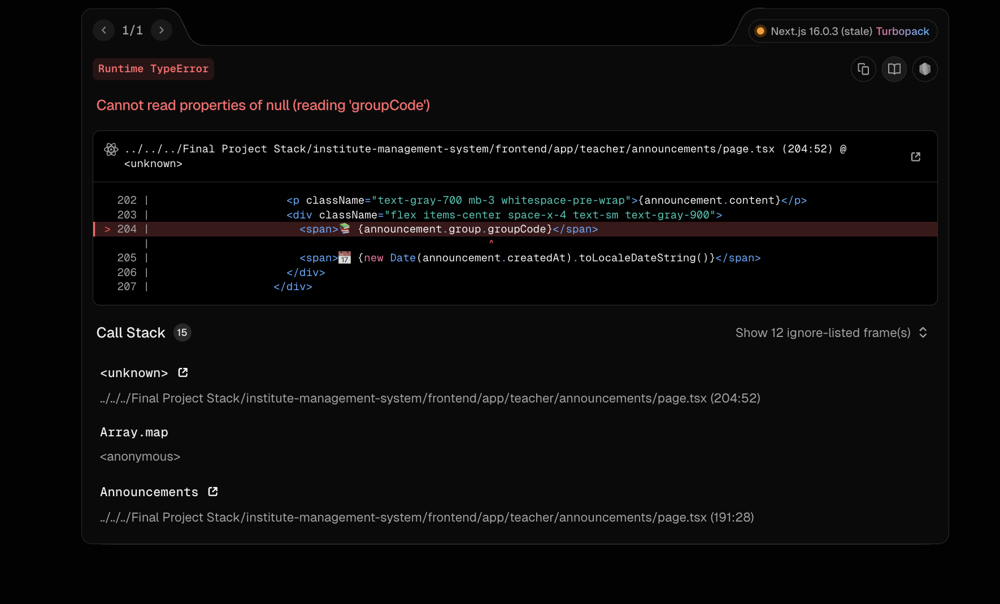 1/1
Next.js 16.0.3 (stale) Turbopack
Runtime TypeError
Cannot read properties of null (reading 'groupCode')
../../../Final Project Stack/institute-management-system/frontend/app/teacher/announcements/page.tsx (204:52) @
<unknown>
202 | <p className="text-gray-700 mb-3 whitespace-pre-wrap">{announcement.content}</p>
203 | <div className="flex items-center space-x-4 text-sm text-gray-900">
> 204 | <span>📚 {announcement.group.groupCode}</span>
| ^
205 | <span>📅 {new Date(announcement.createdAt).toLocaleDateString()}</span>
206 | </div>
207 | </div>
Call Stack 15
Show 12 ignore-listed frame(s)
<unknown>
../../../Final Project Stack/institute-management-system/frontend/app/teacher/announcements/page.tsx (204:52)
Array.map
<anonymous>
Announcements
../../../Final Project Stack/institute-management-system/frontend/app/teacher/announcements/page.tsx (191:28)